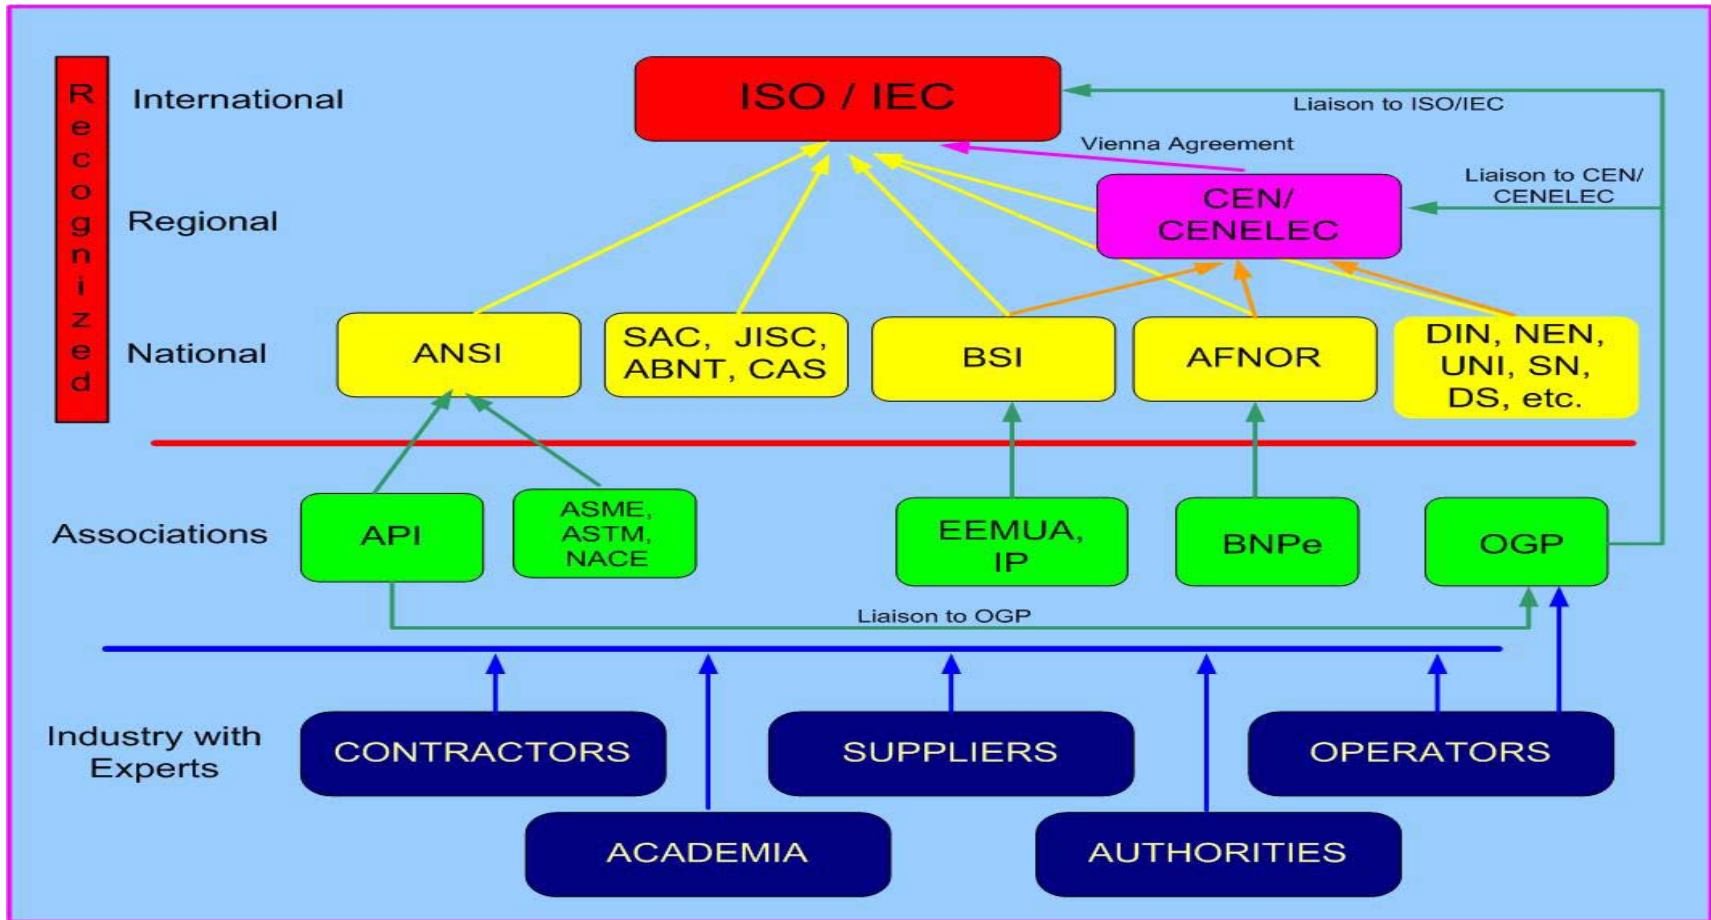 Recognized
International
ISO / IEC
Liaison to ISO/IEC
Vienna Agreement
Regional
CEN/
CENELEC
Liaison to CEN/
CENELEC
National
ANSI
SAC, JISC,
ABNT, CAS
BSI
AFNOR
DIN, NEN,
UNI, SN,
DS, etc.
Associations
API
ASME,
ASTM,
NACE
EEMUA,
IP
BNPe
OGP
Liaison to OGP
Industry with
Experts
CONTRACTORS
SUPPLIERS
OPERATORS
ACADEMIA
AUTHORITIES